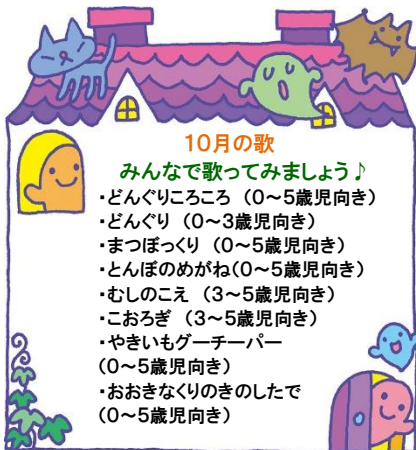 10月の歌
みんなで歌ってみましょう♪
・どんぐりころころ （0～5歳児向き）
・どんぐり （0～3歳児向き）
・まつぼっくり （0～5歳児向き）
・とんぼのめがね（0～5歳児向き）
・むしのこえ （3～5歳児向き）
・こおろぎ （3～5歳児向き）
・やきいもグーチーパー
（0～5歳児向き）
・おおきなくりのきのしたで
（0～5歳児向き）